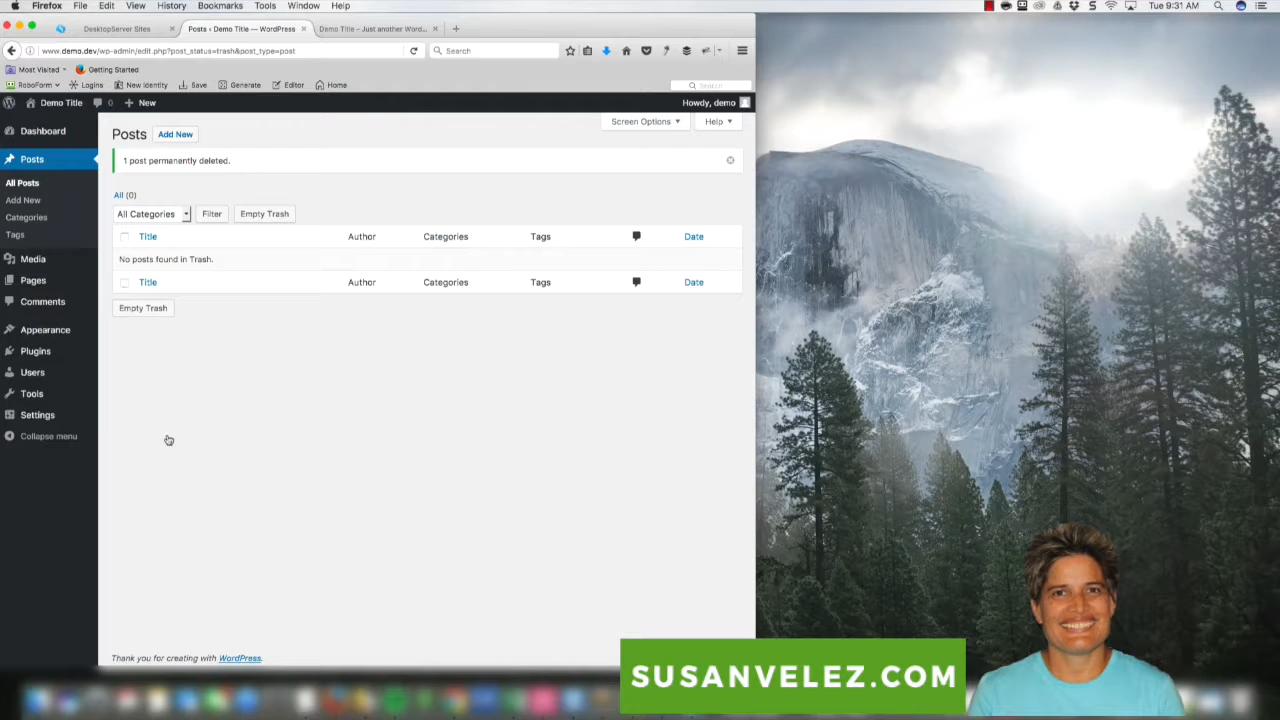 Firefox File Edit View History Bookmarks Tools Window Help Tue 9:31 AM
DesktopServer Sites Posts ‹ Demo Title — WordPress Demo Title – Just another Word...
www.demo.dev/wp-admin/edit.php?post_status=trash&post_type=post Search
Most Visited Getting Started
RoboForm Logins New Identity Save Generate Editor Home Search
Demo Title 0 New Howdy, demo
Dashboard
Posts
All Posts
Add New
Categories
Tags
Media
Pages
Comments
Appearance
Plugins
Users
Tools
Settings
Collapse menu
Screen Options Help
Posts Add New
1 post permanently deleted.
All (0)
All Categories Filter Empty Trash
Title Author Categories Tags Date
No posts found in Trash.
Title Author Categories Tags Date
Empty Trash
Thank you for creating with WordPress.
SUSANVELEZ.COM